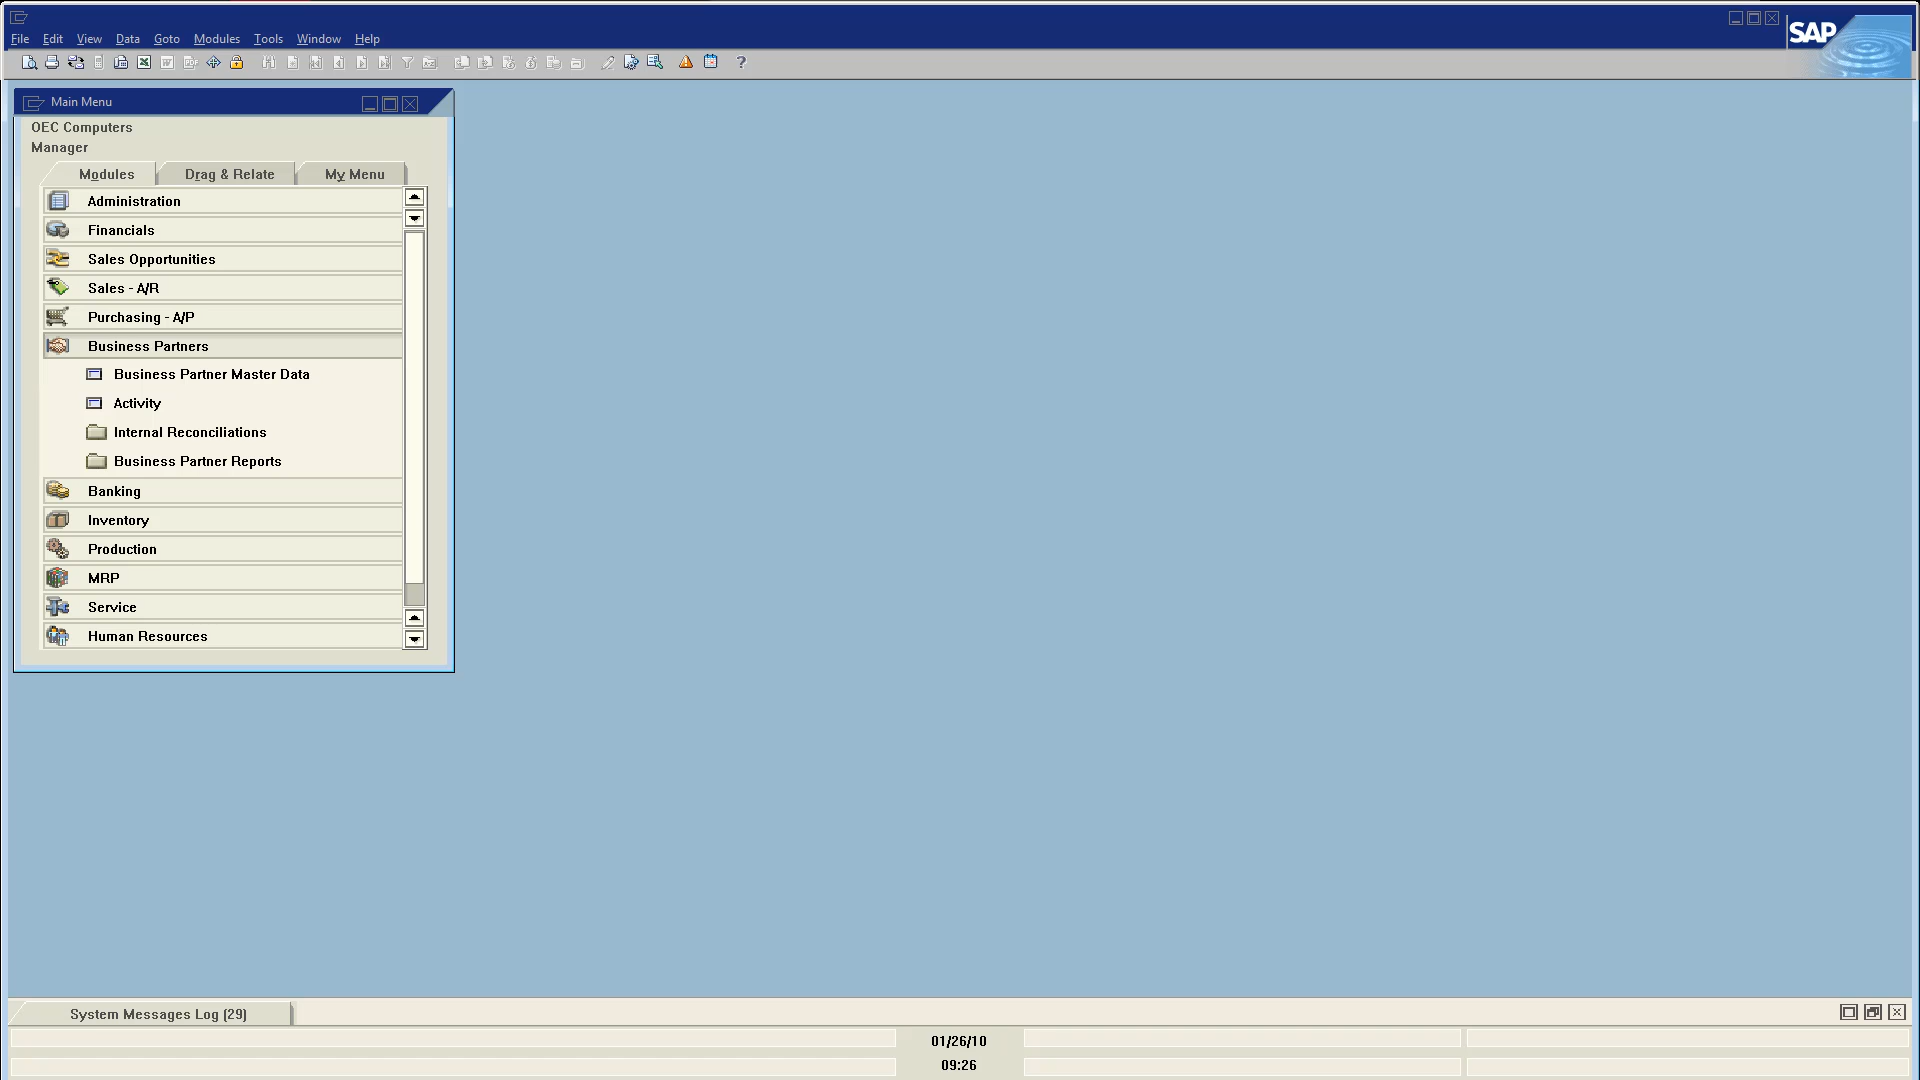 SAP
File Edit View Data Goto Modules Tools Window Help
Main Menu
OEC Computers
Manager
Modules Drag & Relate My Menu
Administration
Financials
Sales Opportunities
Sales - A/R
Purchasing - A/P
Business Partners
Business Partner Master Data
Activity
Internal Reconciliations
Business Partner Reports
Banking
Inventory
Production
MRP
Service
Human Resources
System Messages Log (29)
01/26/10
09:26